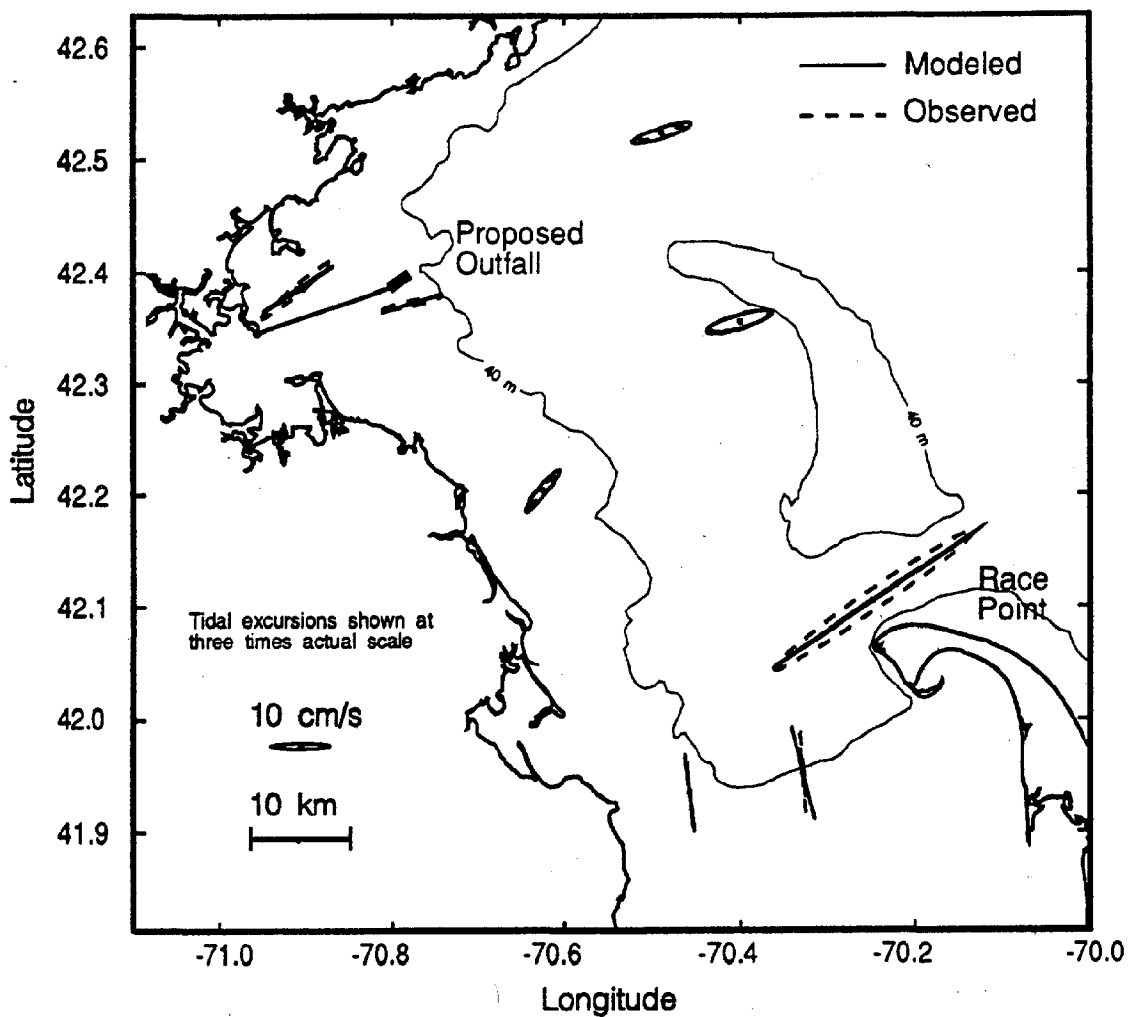 42.6
42.5
42.4
42.3
42.2
42.1
42.0
41.9
Latitude
Modeled
Observed
Proposed
Outfall
40 m
40 m
Race
Point
Tidal excursions shown at
three times actual scale
10 cm/s
10 km
-71.0
-70.8
-70.6
-70.4
-70.2
-70.0
Longitude